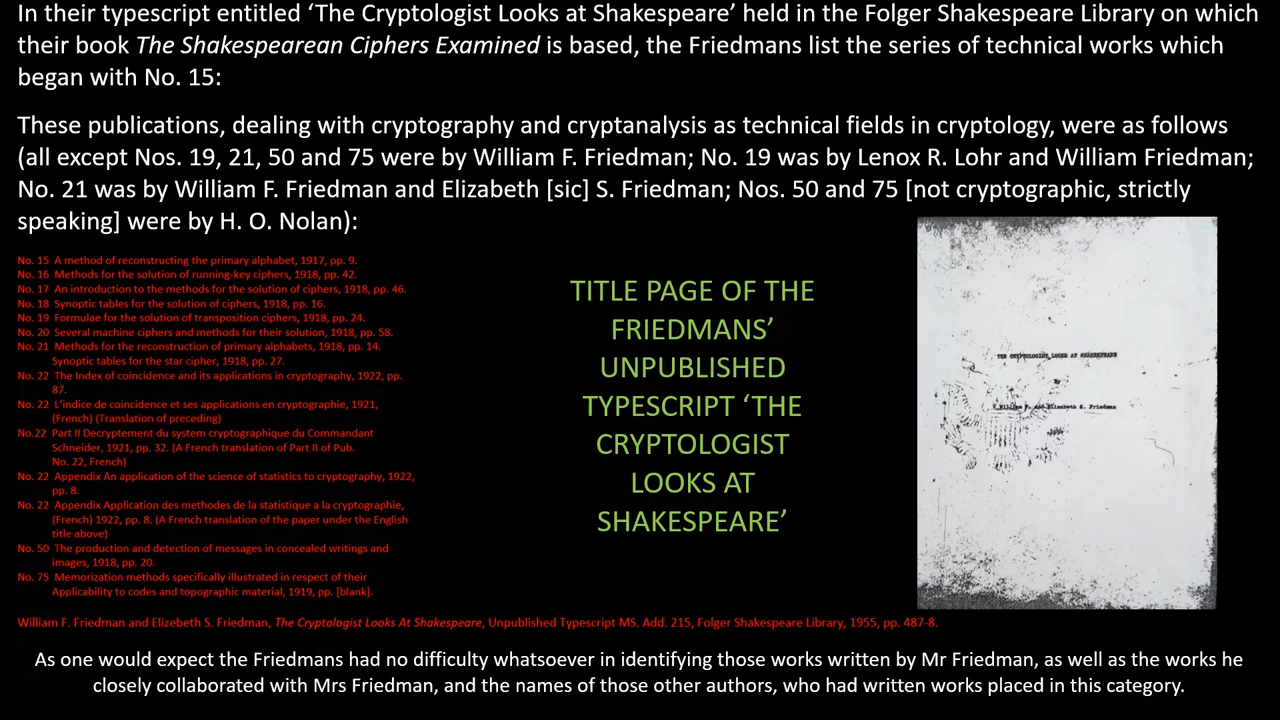 In their typescript entitled ‘The Cryptologist Looks at Shakespeare’ held in the Folger Shakespeare Library on which
their book The Shakespearean Ciphers Examined is based, the Friedmans list the series of technical works which
began with No. 15:
These publications, dealing with cryptography and cryptanalysis as technical fields in cryptology, were as follows
(all except Nos. 19, 21, 50 and 75 were by William F. Friedman; No. 19 was by Lenox R. Lohr and William Friedman;
No. 21 was by William F. Friedman and Elizabeth [sic] S. Friedman; Nos. 50 and 75 [not cryptographic, strictly
speaking] were by H. O. Nolan):
No. 15 A method of reconstructing the primary alphabet, 1917, pp. 9.
No. 16 Methods for the solution of running-key ciphers, 1918, pp. 42.
No. 17 An introduction to the methods for the solution of ciphers, 1918, pp. 46.
No. 18 Synoptic tables for the solution of ciphers, 1918, pp. 16.
No. 19 Formulae for the solution of transposition ciphers, 1918, pp. 24.
No. 20 Several machine ciphers and methods for their solution, 1918, pp. 58.
No. 21 Methods for the reconstruction of primary alphabets, 1918, pp. 14.
Synoptic tables for the star cipher, 1918, pp. 27.
No. 22 The Index of coincidence and its applications in cryptography, 1922, pp.
87.
No. 22 L’indice de coincidence et ses applications en cryptographie, 1921,
(French) (Translation of preceding)
No.22 Part II Decryptement du system cryptographique du Commandant
Schneider, 1921, pp. 32. (A French translation of Part II of Pub.
No. 22, French)
No. 22 Appendix An application of the science of statistics to cryptography, 1922,
pp. 8.
No. 22 Appendix Application des methodes de la statistique a la cryptographie,
(French) 1922, pp. 8. (A French translation of the paper under the English
title above)
No. 50 The production and detection of messages in concealed writings and
images, 1918, pp. 20.
No. 75 Memorization methods specifically illustrated in respect of their
Applicability to codes and topographic material, 1919, pp. [blank].
TITLE PAGE OF THE
FRIEDMANS’
UNPUBLISHED
TYPESCRIPT ‘THE
CRYPTOLOGIST
LOOKS AT
SHAKESPEARE’
THE CRYPTOLOGIST LOOKS AT SHAKESPEARE
William F. and Elizabeth S. Friedman
William F. Friedman and Elizebeth S. Friedman, The Cryptologist Looks At Shakespeare, Unpublished Typescript MS. Add. 215, Folger Shakespeare Library, 1955, pp. 487-8.
As one would expect the Friedmans had no difficulty whatsoever in identifying those works written by Mr Friedman, as well as the works he
closely collaborated with Mrs Friedman, and the names of those other authors, who had written works placed in this category.